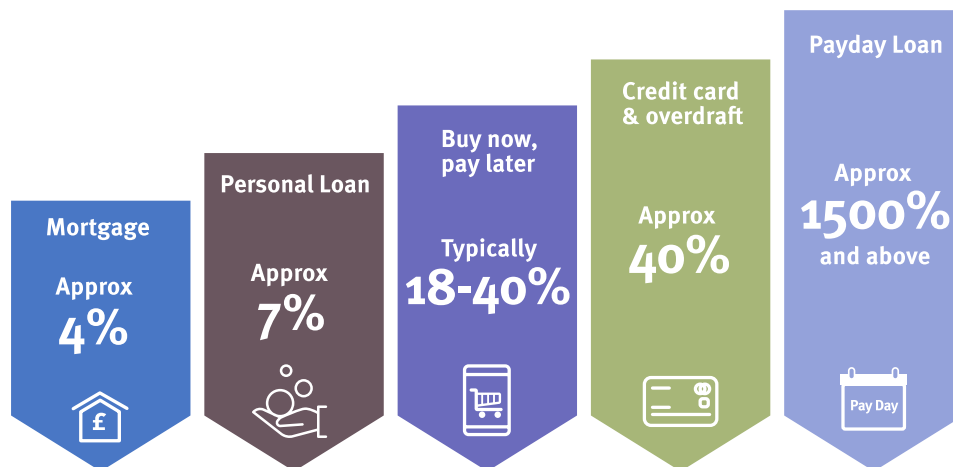 Mortgage
Approx
4%
£
Personal Loan
Approx
7%
Buy now,
pay later
Typically
18-40%
Credit card
& overdraft
Approx
40%
Payday Loan
Approx
1500%
and above
Pay Day